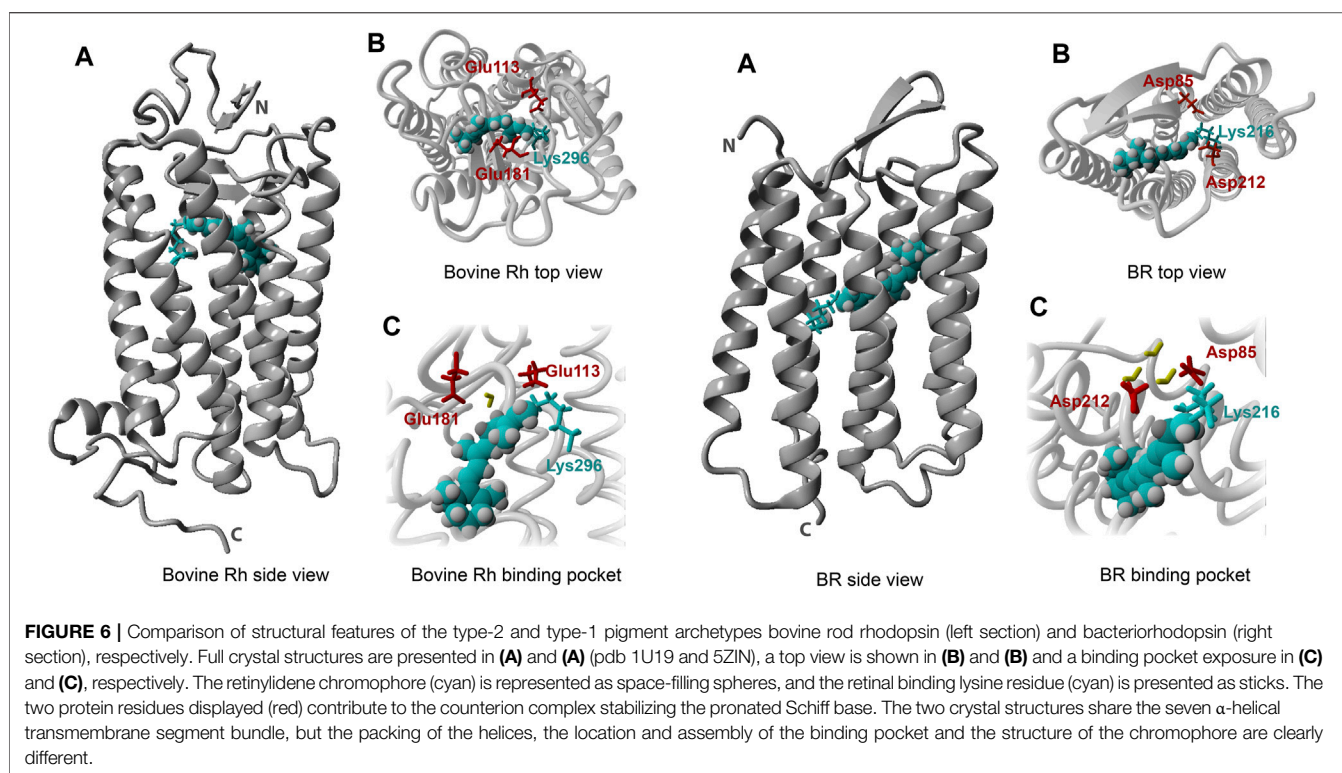 A
N
C
Bovine Rh side view
B
Glu113
Lys296
Glu181
Bovine Rh top view
C
Glu113
Glu181
Lys296
Bovine Rh binding pocket
A
N
C
BR side view
B
Asp85
Lys216
Asp212
BR top view
C
Asp85
Asp212
Lys216
BR binding pocket
FIGURE 6 | Comparison of structural features of the type-2 and type-1 pigment archetypes bovine rod rhodopsin (left section) and bacteriorhodopsin (right
section), respectively. Full crystal structures are presented in (A) and (A) (pdb 1U19 and 5ZIN), a top view is shown in (B) and (B) and a binding pocket exposure in (C)
and (C), respectively. The retinylidene chromophore (cyan) is represented as space-filling spheres, and the retinal binding lysine residue (cyan) is presented as sticks. The
two protein residues displayed (red) contribute to the counterion complex stabilizing the pronated Schiff base. The two crystal structures share the seven α-helical
transmembrane segment bundle, but the packing of the helices, the location and assembly of the binding pocket and the structure of the chromophore are clearly
different.